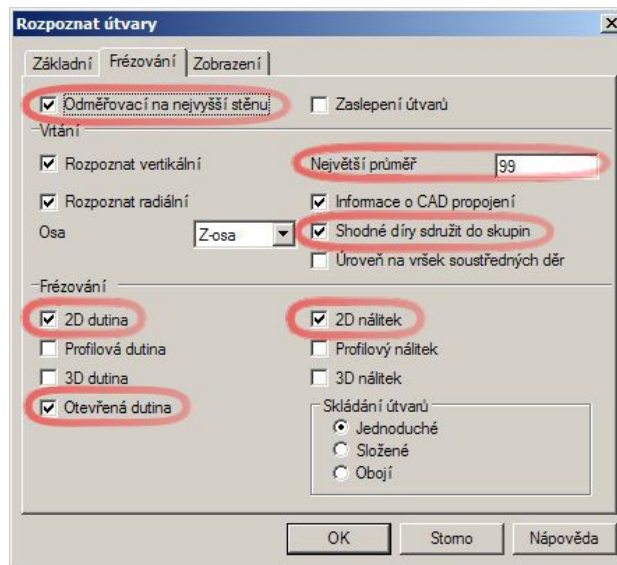 Rozpoznat útvary
Základní Frézování Zobrazení
Odměřovací na nejvyšší stěnu Zaslepení útvarů
Vrtání
Rozpoznat vertikální Největší průměr 99
Rozpoznat radiální Informace o CAD propojení
Osa Z-osa Shodné díry sdružit do skupin
Úroveň na vršek soustředných děr
Frézování
2D dutina 2D nálitek
Profilová dutina Profilový nálitek
3D dutina 3D nálitek
Otevřená dutina Skládání útvarů
Jednoduché
Složené
Obojí
OK Storno Nápověda